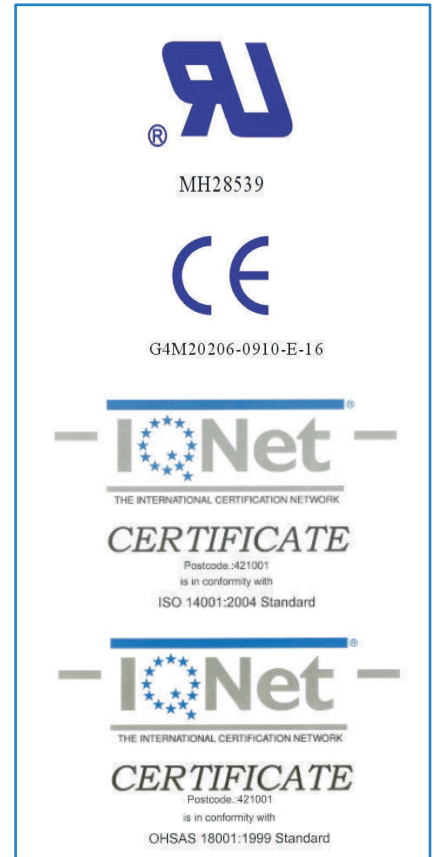 ®
MH28539
CE
G4M20206-0910-E-16
®
IQNet
THE INTERNATIONAL CERTIFICATION NETWORK
CERTIFICATE
Postcode.:421001
is in conformity with
ISO 14001:2004 Standard
®
IQNet
THE INTERNATIONAL CERTIFICATION NETWORK
CERTIFICATE
Postcode.:421001
is in conformity with
OHSAS 18001:1999 Standard